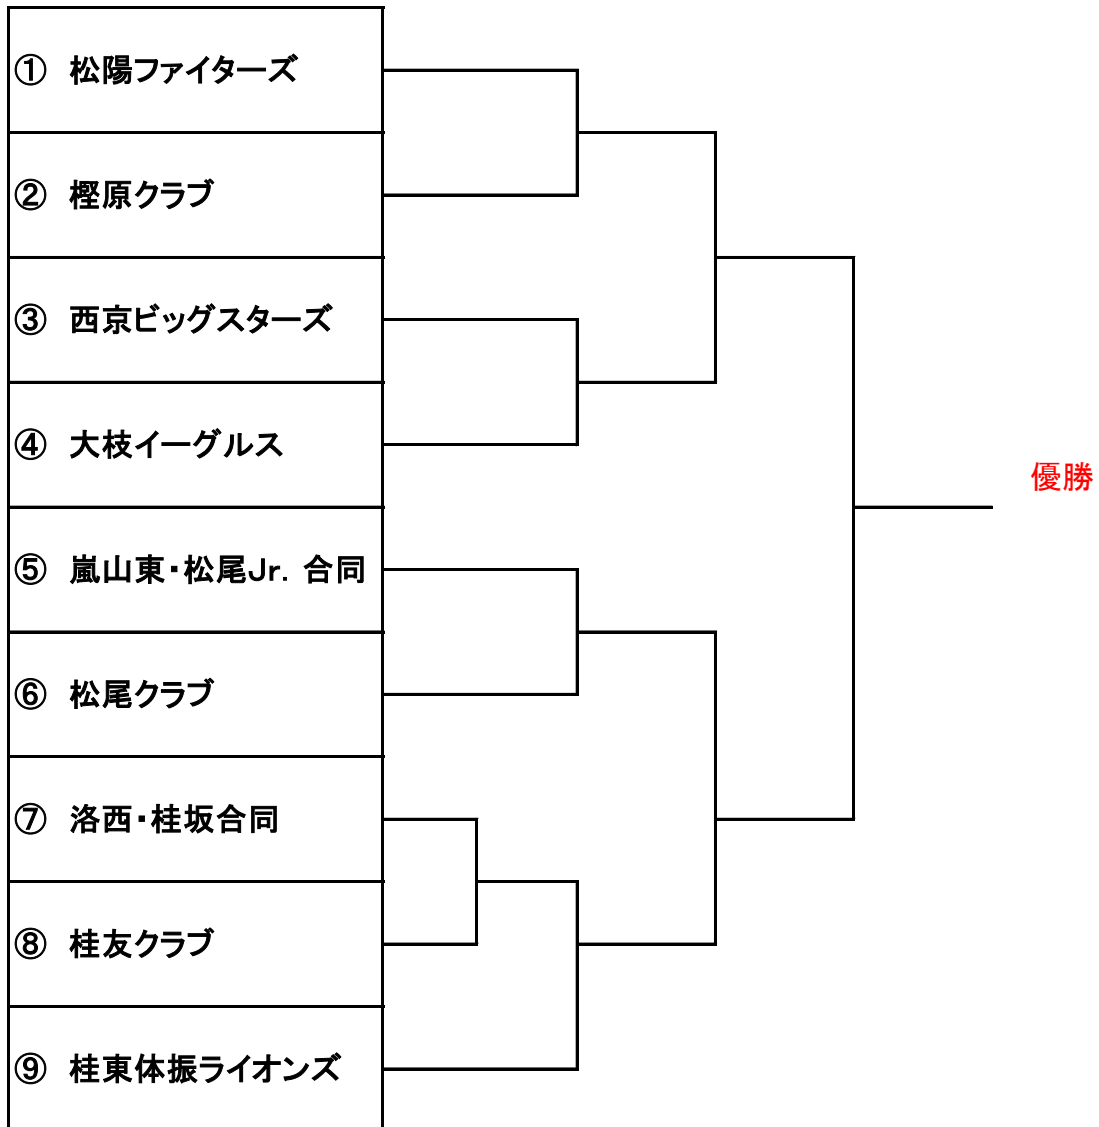 ① 松陽ファイターズ
② 樫原クラブ
③ 西京ビッグスターズ
④ 大枝イーグルス
優勝
⑤ 嵐山東・松尾Jr. 合同
⑥ 松尾クラブ
⑦ 洛西・桂坂合同
⑧ 桂友クラブ
⑨ 桂東体振ライオンズ